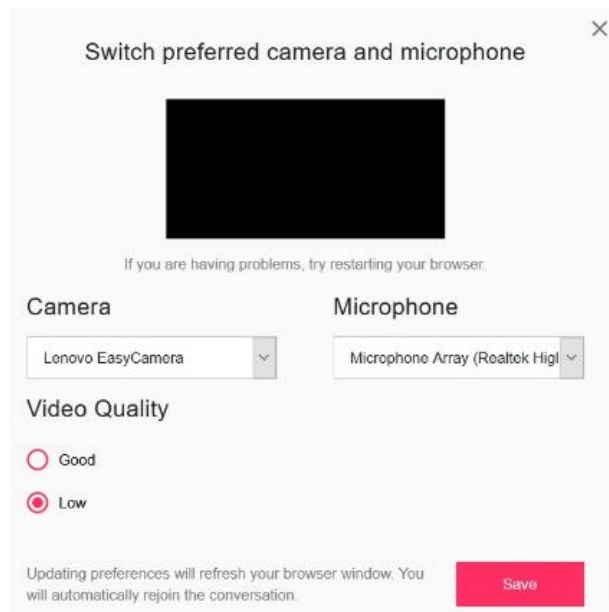 Switch preferred camera and microphone
If you are having problems, try restarting your browser.
Camera
Microphone
Lenovo EasyCamera
Microphone Array (Realtek Higl
Video Quality
Good
Low
Updating preferences will refresh your browser window. You
will automatically rejoin the conversation.
Save